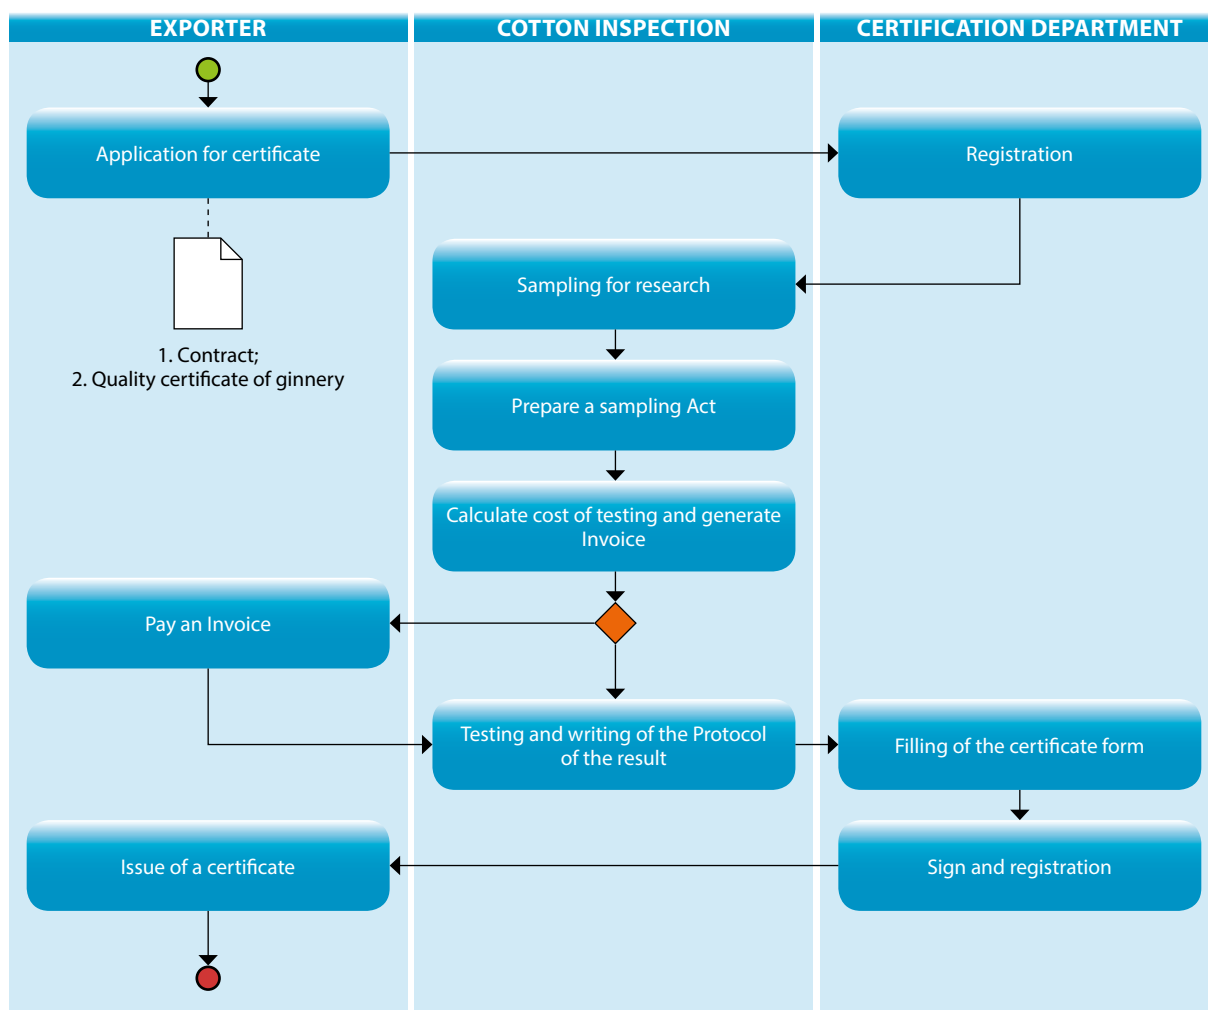 EXPORTER
COTTON INSPECTION
CERTIFICATION DEPARTMENT
Application for certificate
Registration
Sampling for research
1. Contract;
2. Quality certificate of ginnery
Prepare a sampling Act
Calculate cost of testing and generate
Invoice
Pay an Invoice
Testing and writing of the Protocol
of the result
Filling of the certificate form
Issue of a certificate
Sign and registration